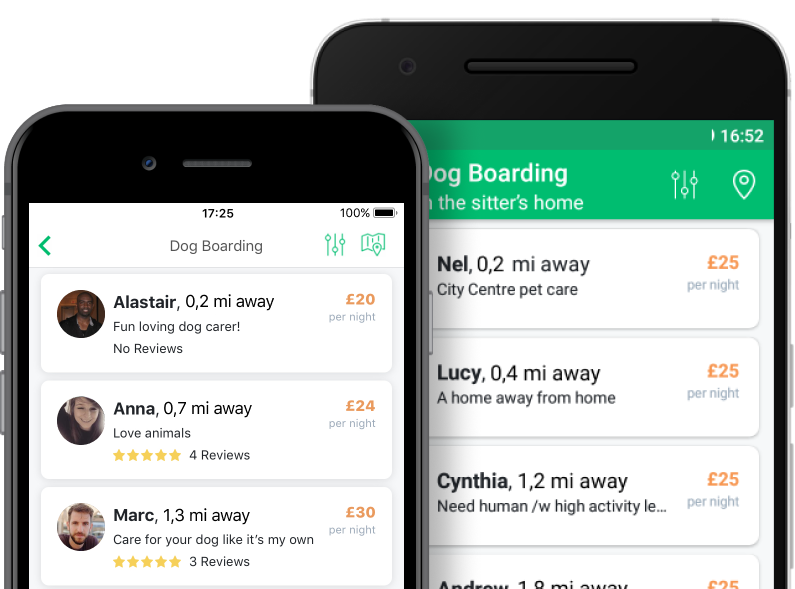 17:25
100%
Dog Boarding
Alastair, 0,2 mi away
£20
Fun loving dog carer!
per night
No Reviews
Anna, 0,7 mi away
£24
Love animals
per night
4 Reviews
Marc, 1,3 mi away
£30
Care for your dog like it's my own
per night
3 Reviews
16:52
Dog Boarding
in the sitter's home
Nel, 0,2 mi away
£25
City Centre pet care
per night
Lucy, 0,4 mi away
£25
A home away from home
per night
Cynthia, 1,2 mi away
£25
Need human /w high activity le...
per night
Andrew, 1,8 mi away
£25